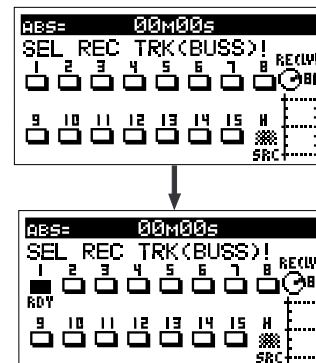 ABS= 00M00s
SEL REC TRK(BUSS)!
1 2 3 4 5 6 7 8
9 10 11 12 13 14 15 H
SRC
ABS= 00M00s
SEL REC TRK(BUSS)!
1 2 3 4 5 6 7 8
RDY
9 10 11 12 13 14 15 H
SRC